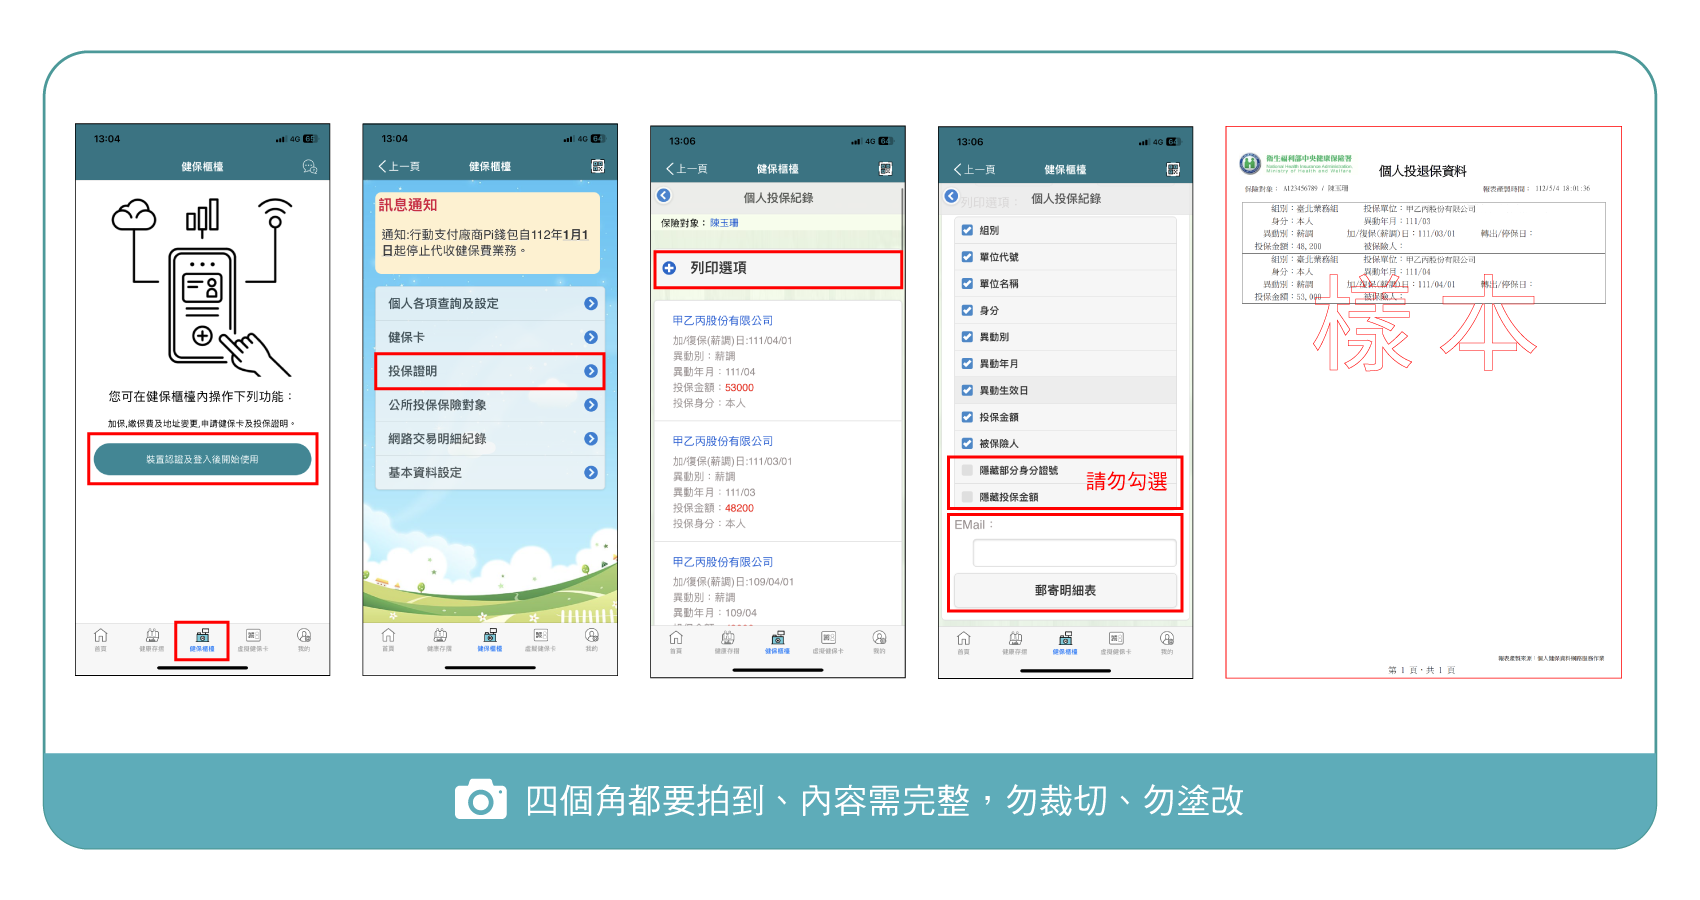 13:04
4G 65
健保櫃檯
您可在健保櫃檯內操作下列功能：
加保,繳保費及地址變更,申請健保卡及投保證明。
裝置認證及登入後開始使用
首頁 健康存摺 健保櫃檯 虛擬健保卡 我的
13:04
4G 64
上一頁 健保櫃檯
訊息通知
通知:行動支付廠商Pi錢包自112年1月1
日起停止代收健保費業務。
個人各項查詢及設定
健保卡
投保證明
公所投保保險對象
網路交易明細紀錄
基本資料設定
首頁 健康存摺 健保櫃檯 虛擬健保卡 我的
13:06
4G 64
上一頁 健保櫃檯
個人投保紀錄
保險對象：陳玉珊
列印選項
甲乙丙股份有限公司
加/復保(薪調)日:111/04/01
異動別：薪調
異動年月：111/04
投保金額：53000
投保身分：本人
甲乙丙股份有限公司
加/復保(薪調)日:111/03/01
異動別：薪調
異動年月：111/03
投保金額：48200
投保身分：本人
甲乙丙股份有限公司
加/復保(薪調)日:109/04/01
異動別：薪調
異動年月：109/04
首頁 健康存摺 健保櫃檯 虛擬健保卡 我的
13:06
4G 64
上一頁 健保櫃檯
列印選項：
個人投保紀錄
組別
單位代號
單位名稱
身分
異動別
異動年月
異動生效日
投保金額
被保險人
隱藏部分身分證號
隱藏投保金額
請勿勾選
EMail：
郵寄明細表
首頁 健康存摺 健保櫃檯 虛擬健保卡 我的
衛生福利部中央健康保險署
National Health Insurance Administration
Ministry of Health and Welfare
個人投退保資料
保險對象： A123456789 / 陳玉珊 報表產製時間： 112/5/4 18:01:36
組別：臺北業務組 投保單位：甲乙丙股份有限公司
身分：本人 異動年月：111/03
異動別：薪調 加/復保(薪調)日：111/03/01 轉出/停保日：
投保金額：48,200 被保險人：
組別：臺北業務組 投保單位：甲乙丙股份有限公司
身分：本人 異動年月：111/04
異動別：薪調 加/復保(薪調)日：111/04/01 轉出/停保日：
投保金額：53,000 被保險人：
樣本
報表產製來源：個人健保資料網路服務作業
第 1 頁，共 1 頁
四個角都要拍到、內容需完整，勿裁切、勿塗改